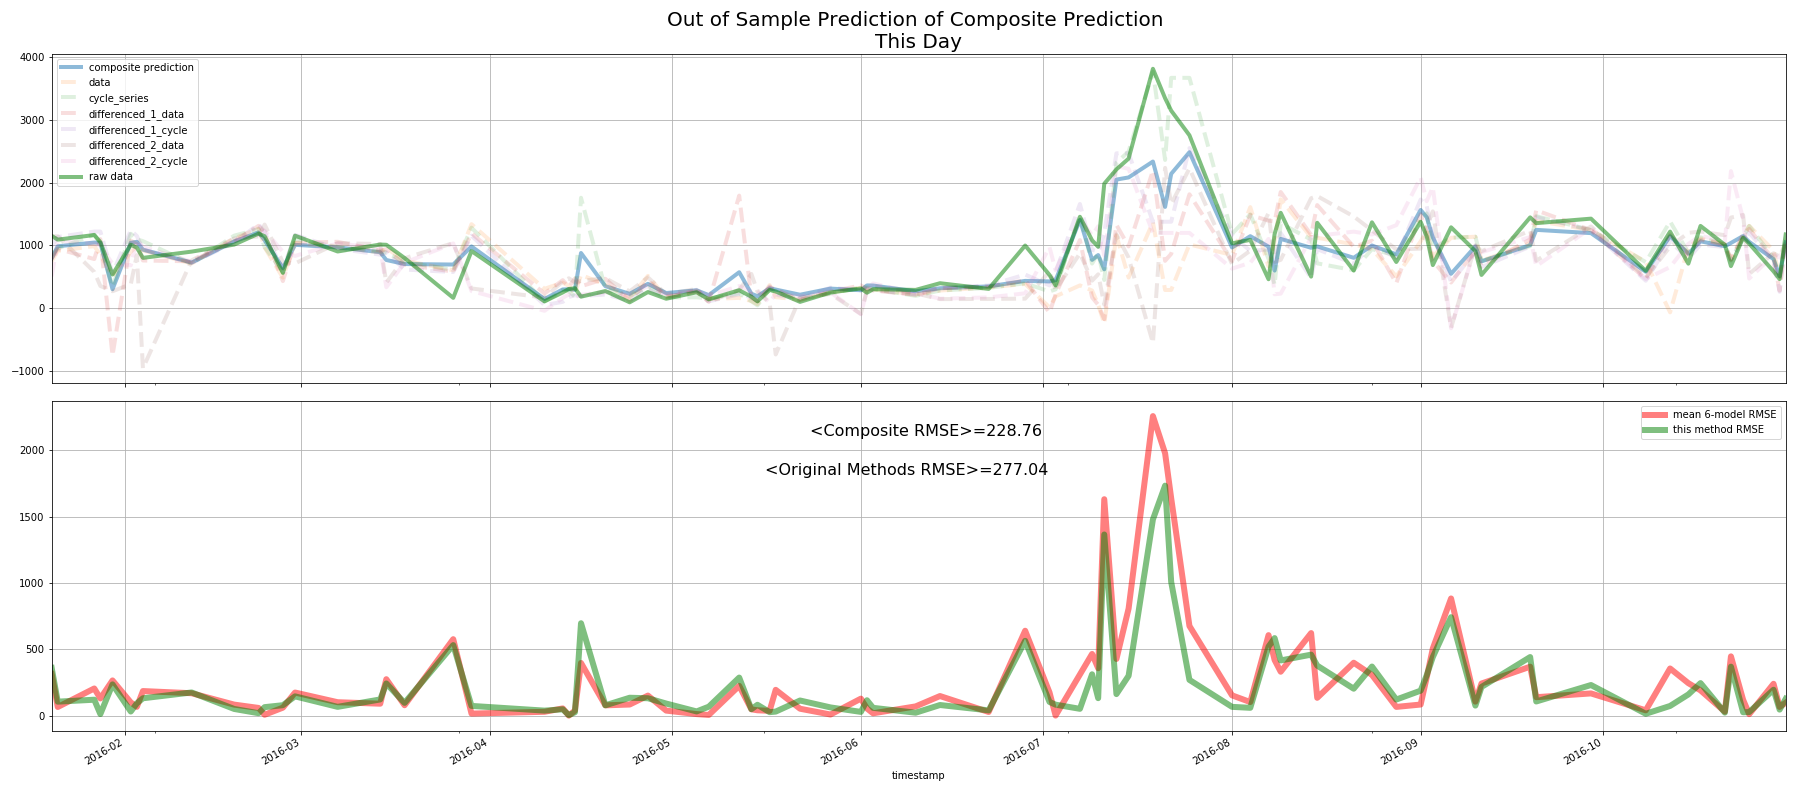 Out of Sample Prediction of Composite Prediction
This Day
4000
3000
2000
1000
0
−1000
composite prediction
data
cycle_series
differenced_1_data
differenced_1_cycle
differenced_2_data
differenced_2_cycle
raw data
2000
1500
1000
500
0
<Composite RMSE>=228.76
<Original Methods RMSE>=277.04
mean 6-model RMSE
this method RMSE
2016-02
2016-03
2016-04
2016-05
2016-06
2016-07
2016-08
2016-09
2016-10
timestamp